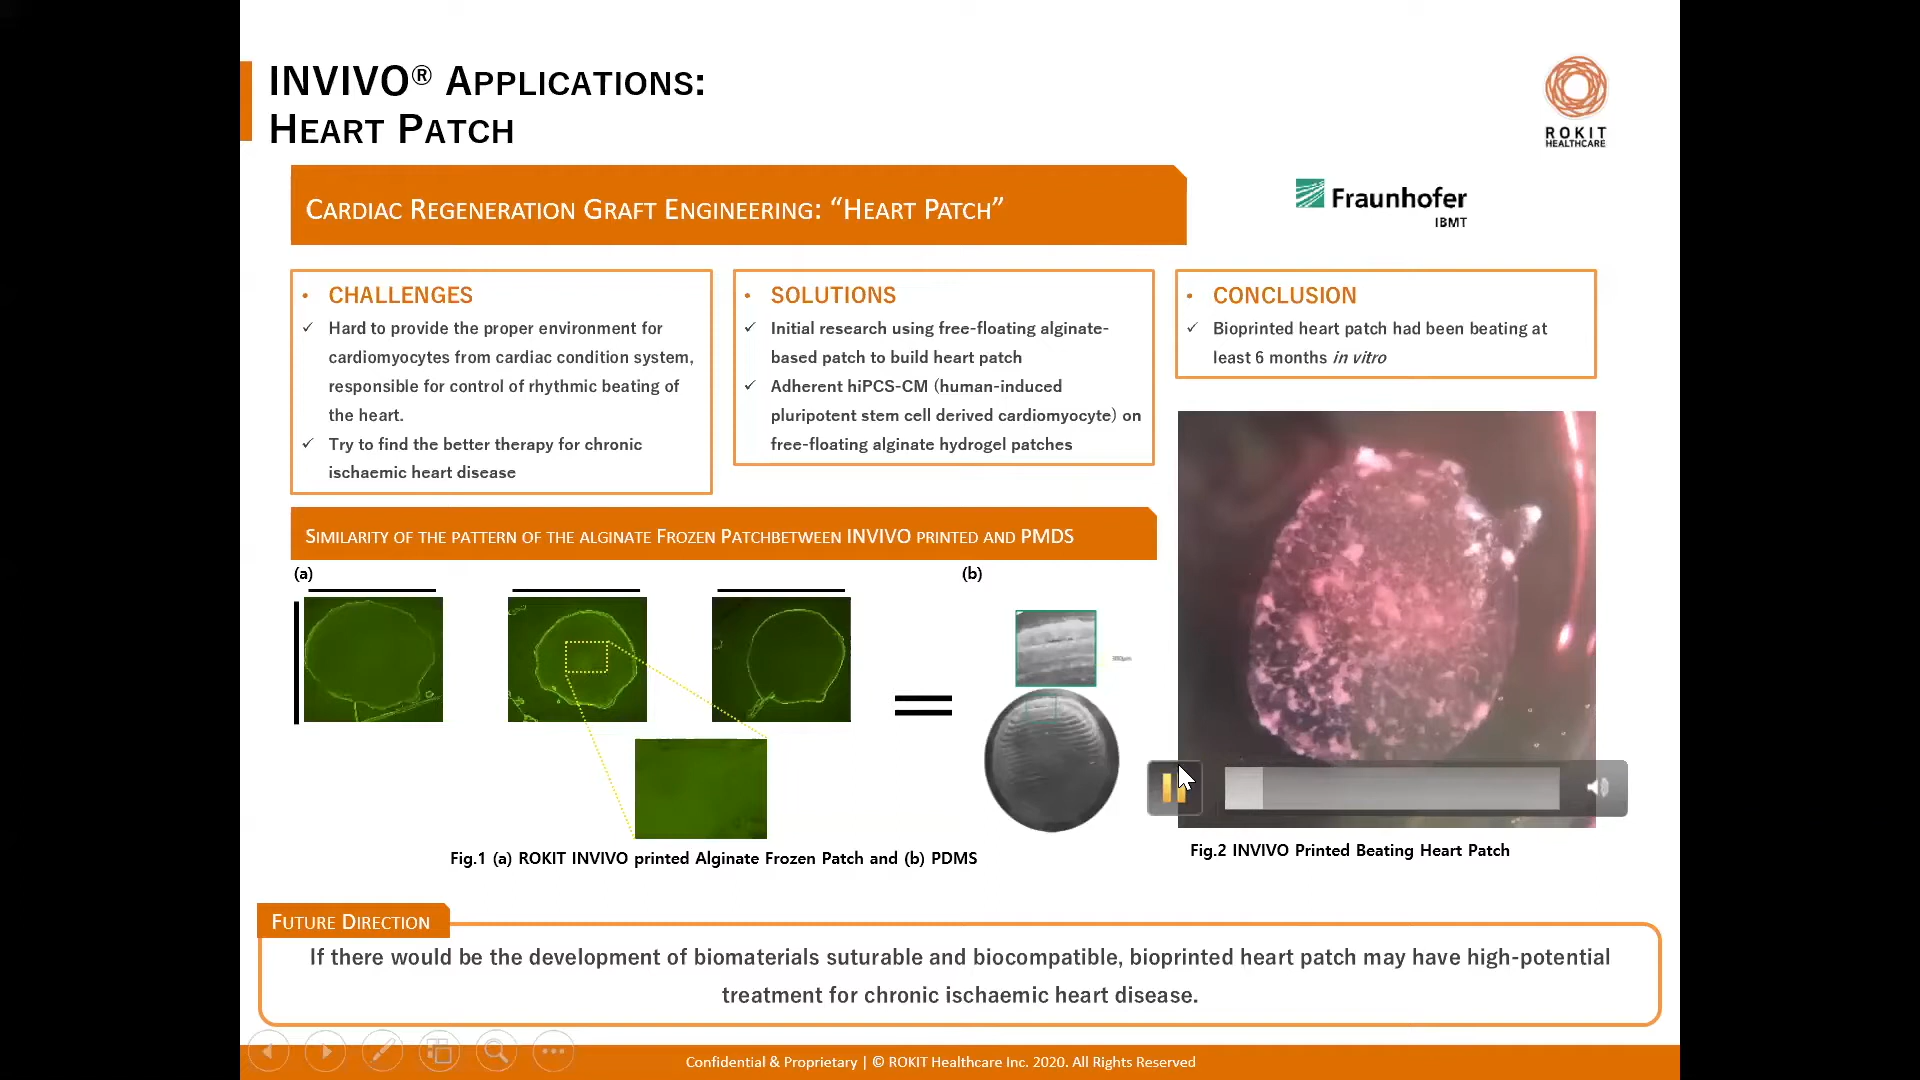 INVIVO® APPLICATIONS:
HEART PATCH
ROKIT
HEALTHCARE
CARDIAC REGENERATION GRAFT ENGINEERING: “HEART PATCH”
Fraunhofer
IBMT
• CHALLENGES
✓ Hard to provide the proper environment for
cardiomyocytes from cardiac condition system,
responsible for control of rhythmic beating of
the heart.
✓ Try to find the better therapy for chronic
ischaemic heart disease
• SOLUTIONS
✓ Initial research using free-floating alginate-
based patch to build heart patch
✓ Adherent hiPCS-CM (human-induced
pluripotent stem cell derived cardiomyocyte) on
free-floating alginate hydrogel patches
• CONCLUSION
✓ Bioprinted heart patch had been beating at
least 6 months in vitro
SIMILARITY OF THE PATTERN OF THE ALGINATE FROZEN PATCHBETWEEN INVIVO PRINTED AND PMDS
(a)
(b)
Fig.1 (a) ROKIT INVIVO printed Alginate Frozen Patch and (b) PDMS
Fig.2 INVIVO Printed Beating Heart Patch
FUTURE DIRECTION
If there would be the development of biomaterials suturable and biocompatible, bioprinted heart patch may have high-potential
treatment for chronic ischaemic heart disease.
Confidential & Proprietary | © ROKIT Healthcare Inc. 2020. All Rights Reserved